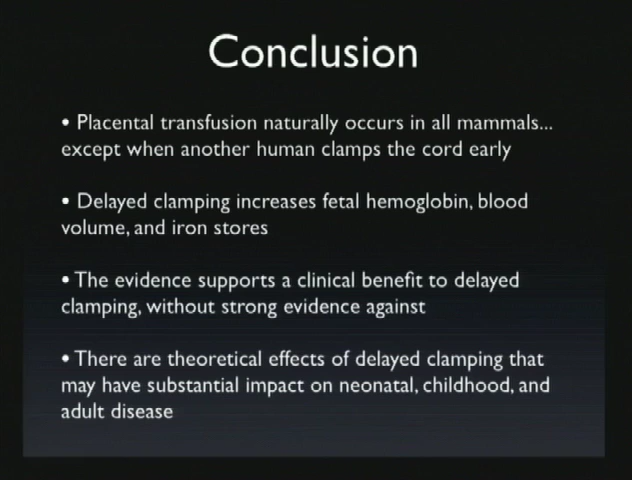 Conclusion
• Placental transfusion naturally occurs in all mammals...
except when another human clamps the cord early
• Delayed clamping increases fetal hemoglobin, blood
volume, and iron stores
• The evidence supports a clinical benefit to delayed
clamping, without strong evidence against
• There are theoretical effects of delayed clamping that
may have substantial impact on neonatal, childhood, and
adult disease